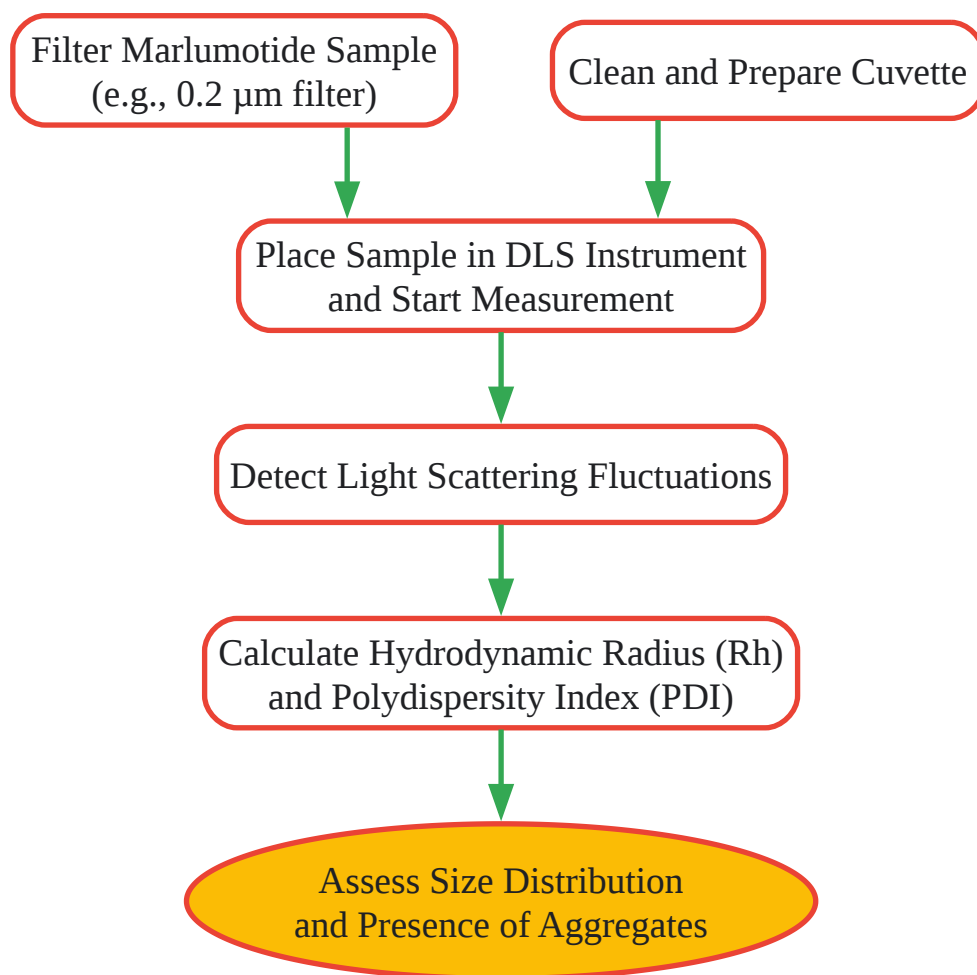 Filter Marlumotide Sample
(e.g., 0.2 µm filter)
Clean and Prepare Cuvette
Place Sample in DLS Instrument
and Start Measurement
Detect Light Scattering Fluctuations
Calculate Hydrodynamic Radius (Rh)
and Polydispersity Index (PDI)
Assess Size Distribution
and Presence of Aggregates